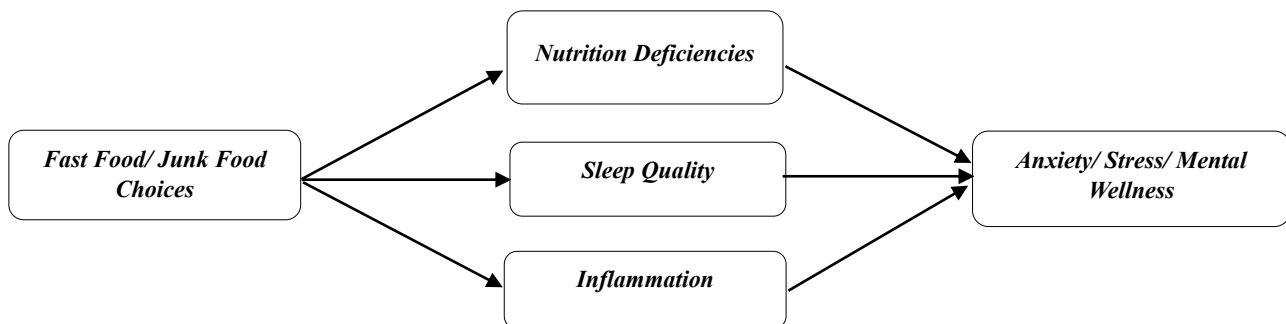 Nutrition Deficiencies
Fast Food/ Junk Food
Choices
Sleep Quality
Anxiety/ Stress/ Mental
Wellness
Inflammation